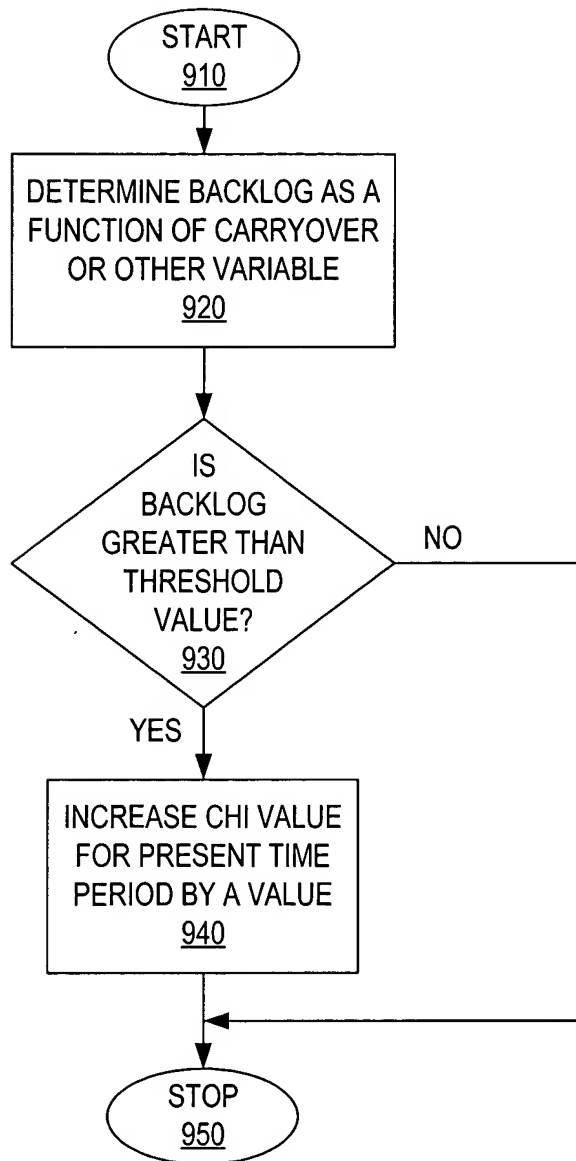 START
910
DETERMINE BACKLOG AS A
FUNCTION OF CARRYOVER
OR OTHER VARIABLE
920
IS
BACKLOG
GREATER THAN
THRESHOLD
VALUE?
930
NO
YES
INCREASE CHI VALUE
FOR PRESENT TIME
PERIOD BY A VALUE
940
STOP
950